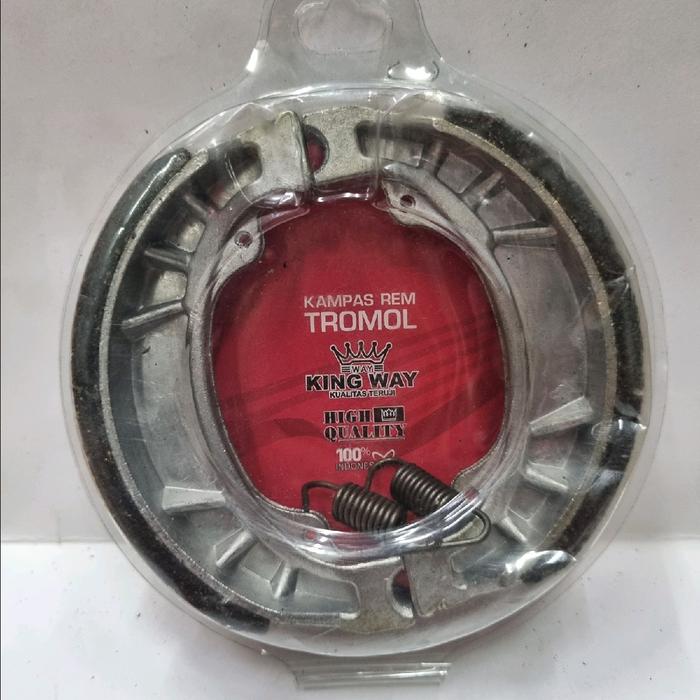 KAMPAS REM
TROMOL
WAY
KING WAY
KUALITAS TERUJI
HIGH
QUALITY
100%